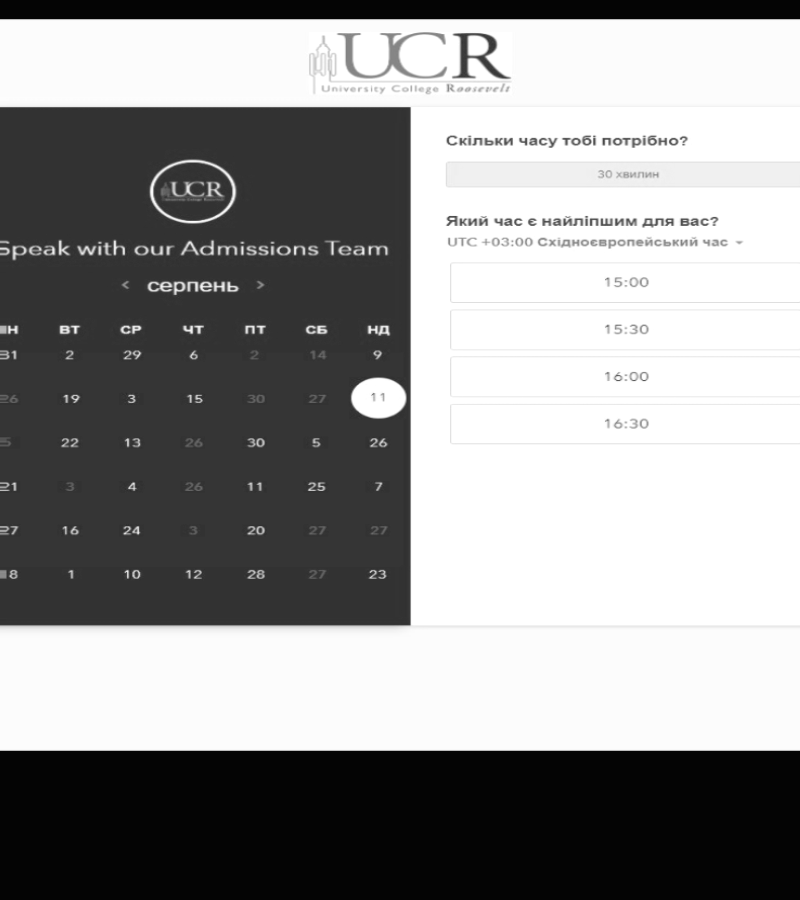 UCR
University College Roosevelt
UCR
Speak with our Admissions Team
< серпень >
ВТ СР ЧТ ПТ СБ НД
31 2 29 6 2 14 9
26 19 3 15 30 27 11
5 22 13 26 30 5 26
21 3 4 26 11 25 7
27 16 24 3 20 27 27
8 1 10 12 28 27 23
Скільки часу тобі потрібно?
30 хвилин
Який час є найліпшим для вас?
UTC +03:00 Східноєвропейський час
15:00
15:30
16:00
16:30